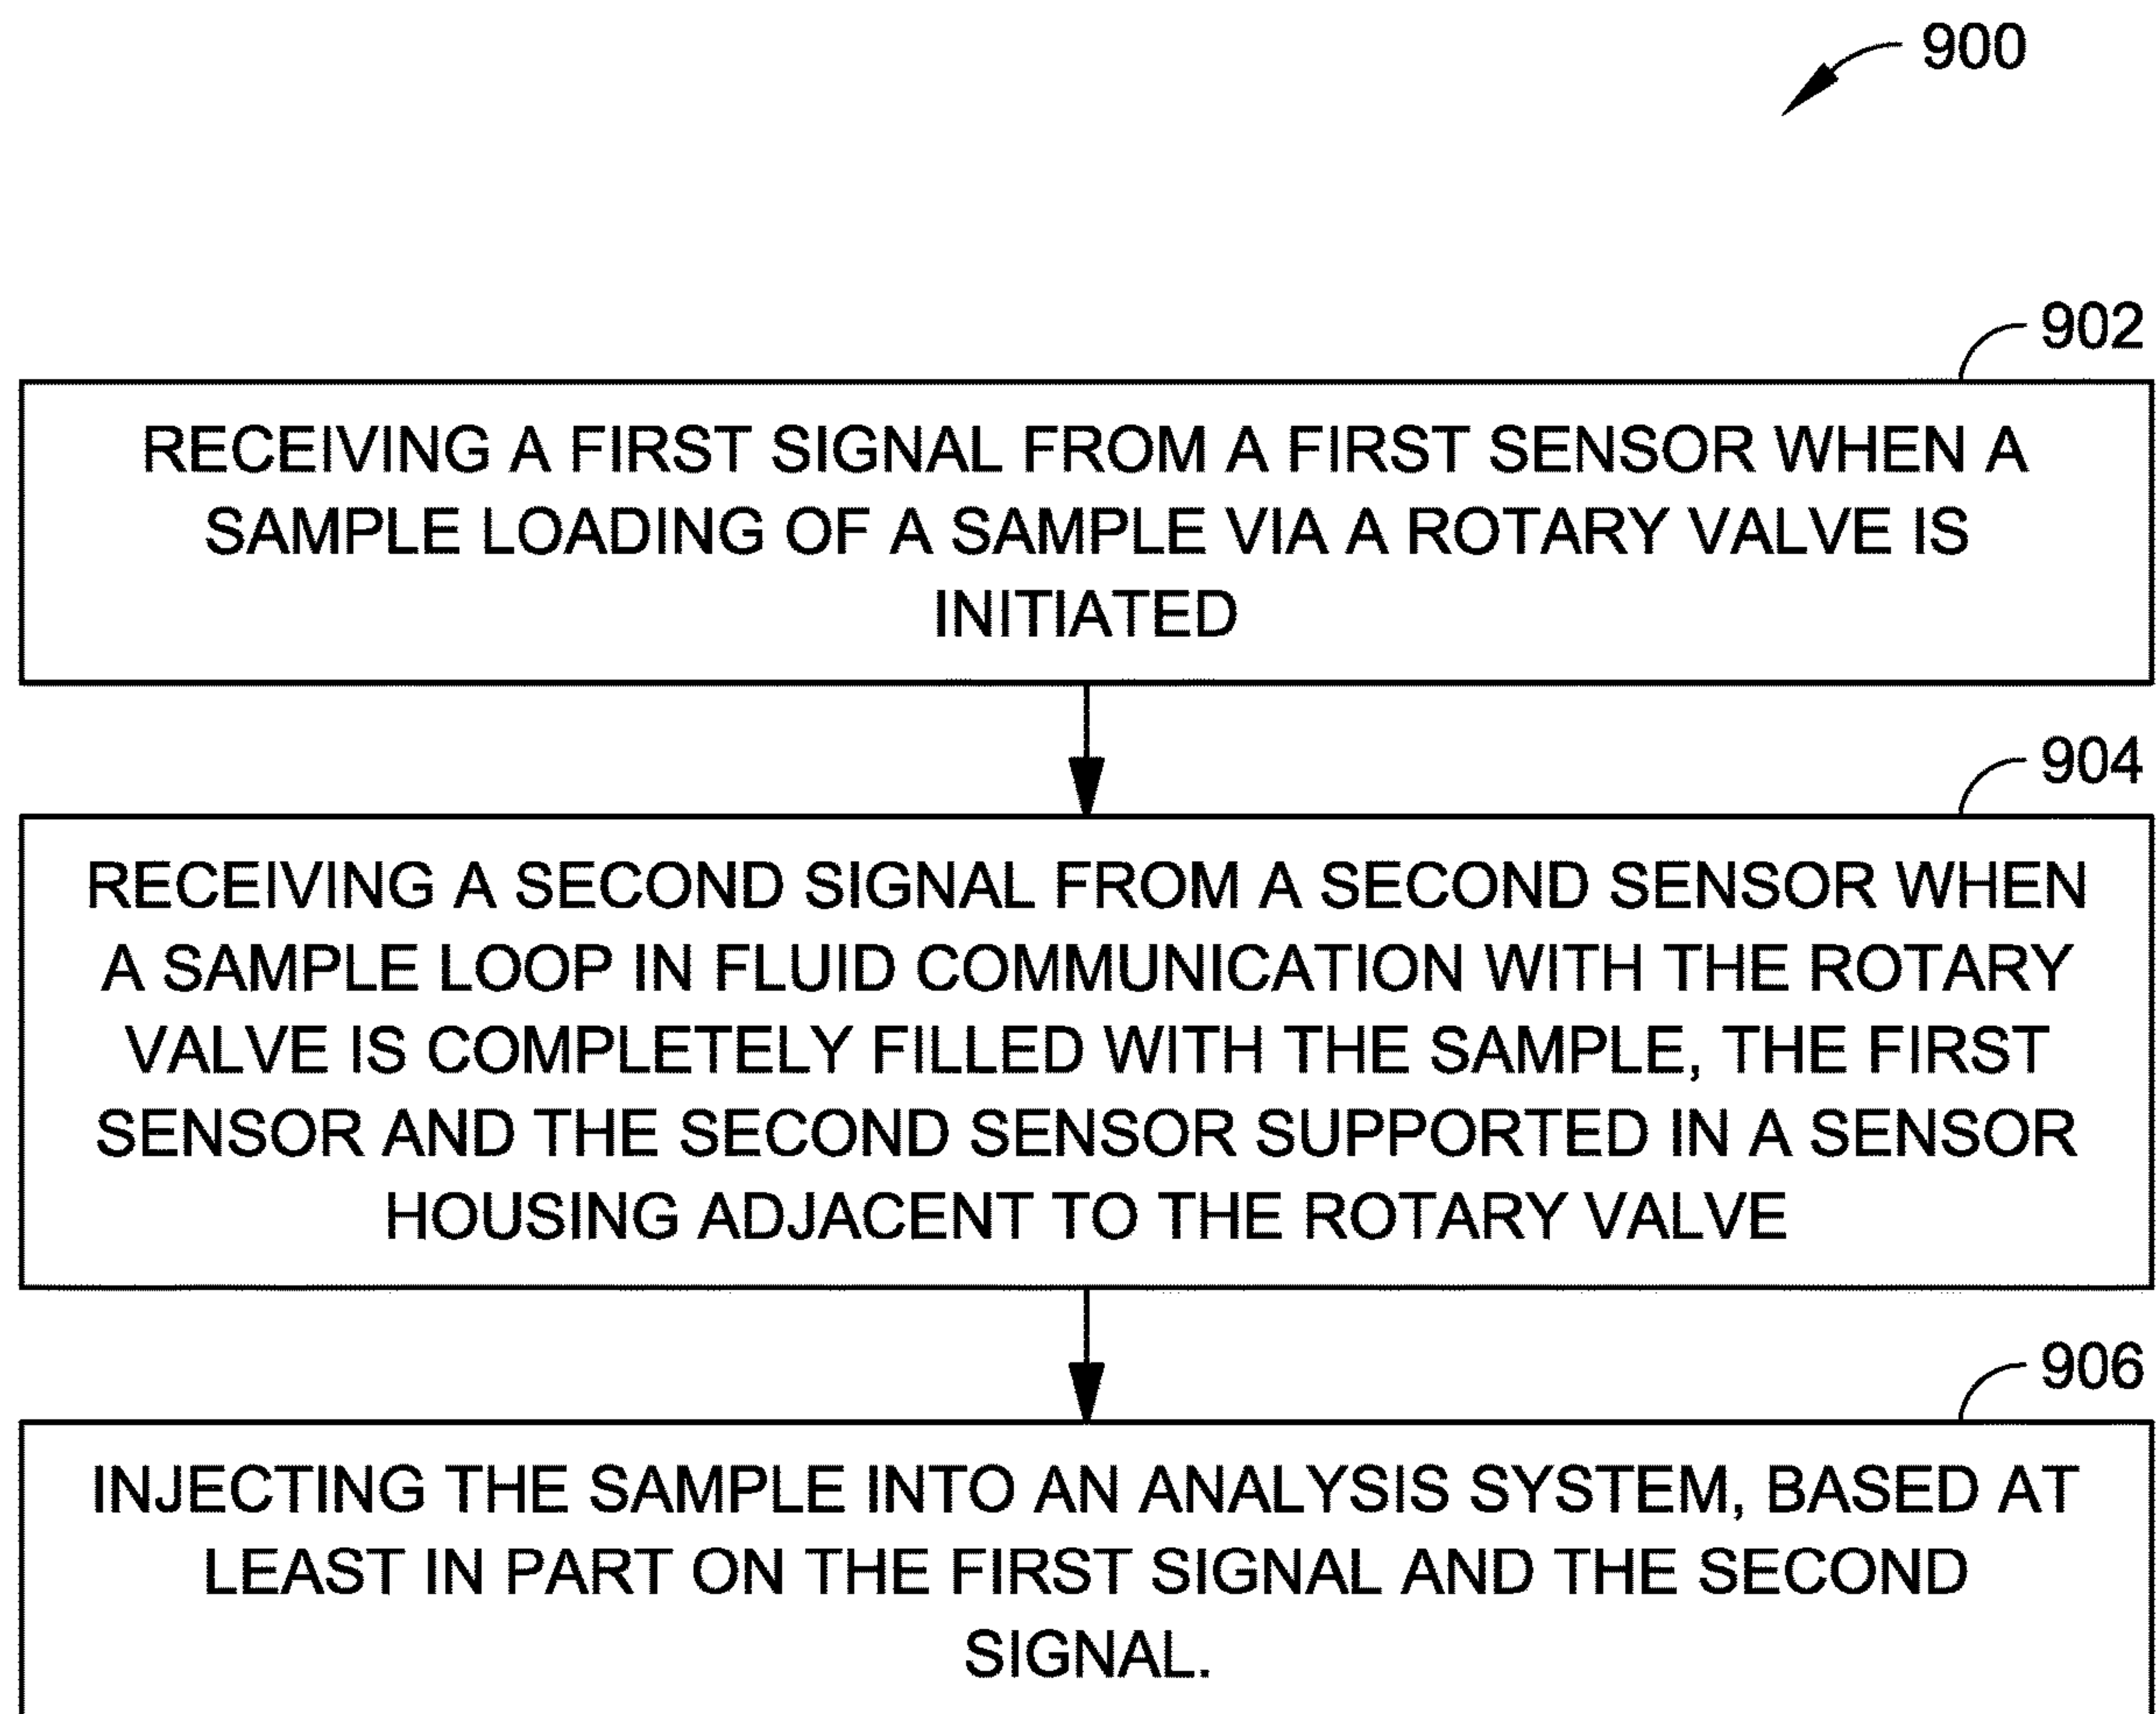 900
902
RECEIVING A FIRST SIGNAL FROM A FIRST SENSOR WHEN A
SAMPLE LOADING OF A SAMPLE VIA A ROTARY VALVE IS
INITIATED
904
RECEIVING A SECOND SIGNAL FROM A SECOND SENSOR WHEN
A SAMPLE LOOP IN FLUID COMMUNICATION WITH THE ROTARY
VALVE IS COMPLETELY FILLED WITH THE SAMPLE, THE FIRST
SENSOR AND THE SECOND SENSOR SUPPORTED IN A SENSOR
HOUSING ADJACENT TO THE ROTARY VALVE
906
INJECTING THE SAMPLE INTO AN ANALYSIS SYSTEM, BASED AT
LEAST IN PART ON THE FIRST SIGNAL AND THE SECOND
SIGNAL.